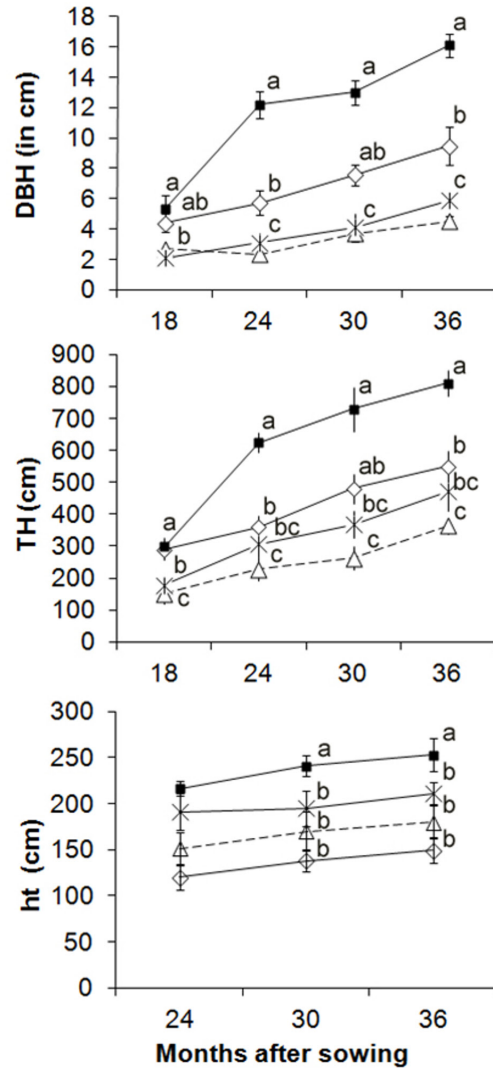 DBH (in cm)
18
16
14
12
10
8
6
4
2
0
a
a
a
a
ab
b
ab
b
b
c
c
c
18
24
30
36
TH (cm)
900
800
700
600
500
400
300
200
100
0
a
a
a
a
b
b
ab
b
bc
bc
bc
c
c
c
c
18
24
30
36
ht (cm)
300
250
200
150
100
50
0
a
a
b
b
b
b
b
b
24
30
36
Months after sowing